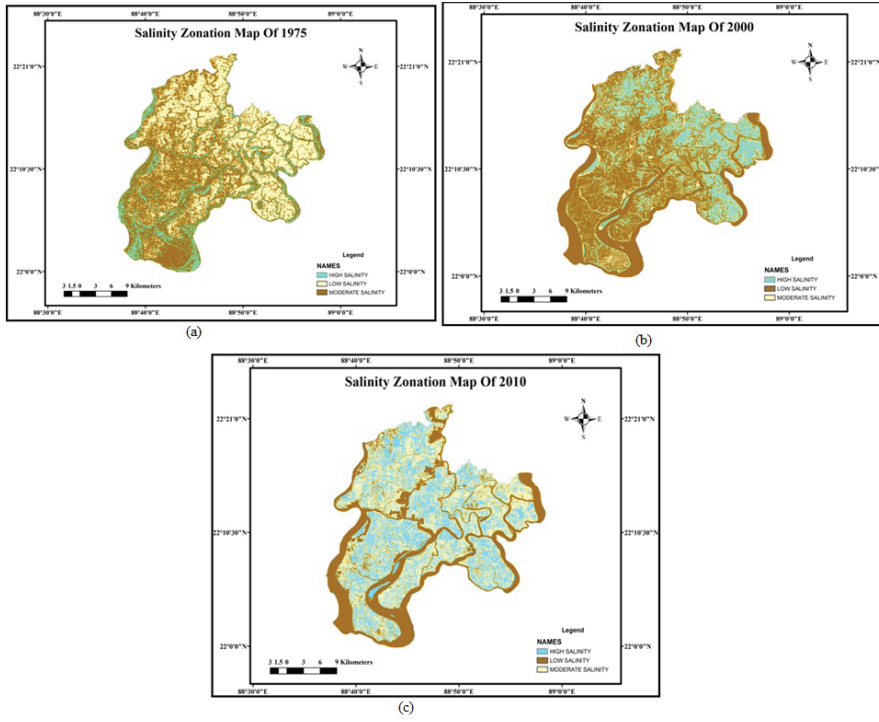 88°30'0"E 88°40'0"E 88°50'0"E 89°0'0"E
Salinity Zonation Map Of 1975
N
W E
S
22°21'0"N 22°21'0"N
22°10'30"N 22°10'30"N
22°0'0"N 22°0'0"N
Legend
NAMES
HIGH SALINITY
LOW SALINITY
MODERATE SALINITY
3 1.5 0 3 6 9 Kilometers
88°30'0"E 88°40'0"E 88°50'0"E 89°0'0"E
(a)
88°30'0"E 88°40'0"E 88°50'0"E 89°0'0"E
Salinity Zonation Map Of 2000
N
W E
S
22°21'0"N 22°21'0"N
22°10'30"N 22°10'30"N
22°0'0"N 22°0'0"N
Legend
NAMES
HIGH SALINITY
LOW SALINITY
MODERATE SALINITY
3 1.5 0 3 6 9 Kilometers
88°30'0"E 88°40'0"E 88°50'0"E 89°0'0"E
(b)
88°30'0"E 88°40'0"E 88°50'0"E 89°0'0"E
Salinity Zonation Map Of 2010
N
W E
S
22°21'0"N 22°21'0"N
22°10'30"N 22°10'30"N
22°0'0"N 22°0'0"N
Legend
NAMES
HIGH SALINITY
LOW SALINITY
MODERATE SALINITY
3 1.5 0 3 6 9 Kilometers
88°30'0"E 88°40'0"E 88°50'0"E 89°0'0"E
(c)